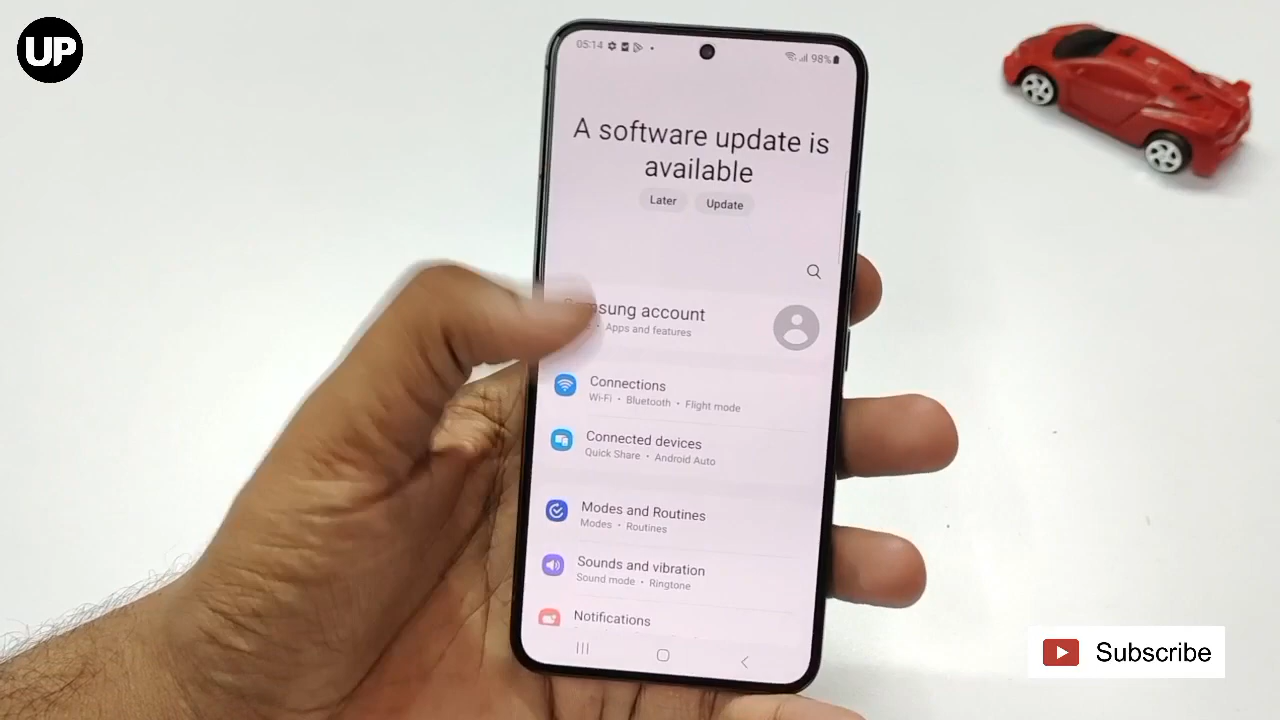 UP
05:14
98%
A software update is
available
Later
Update
Samsung account
Apps and features
Connections
Wi-Fi • Bluetooth • Flight mode
Connected devices
Quick Share • Android Auto
Modes and Routines
Modes • Routines
Sounds and vibration
Sound mode • Ringtone
Notifications
Subscribe